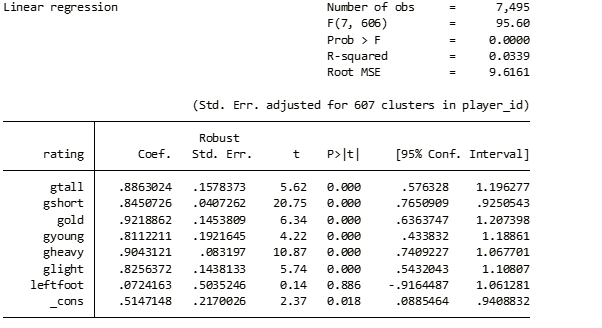 Linear regression Number of obs = 7,495
F(7, 606) = 95.60
Prob > F = 0.0000
R-squared = 0.0339
Root MSE = 9.6161
(Std. Err. adjusted for 607 clusters in player_id)
Robust
rating Coef. Std. Err. t P>|t| [95% Conf. Interval]
gtall .8863024 .1578373 5.62 0.000 .576328 1.196277
gshort .8450726 .0407262 20.75 0.000 .7650909 .9250543
gold .9218862 .1453809 6.34 0.000 .6363747 1.207398
gyoung .8112211 .1921645 4.22 0.000 .433832 1.18861
gheavy .9043121 .083197 10.87 0.000 .7409227 1.067701
glight .8256372 .1438133 5.74 0.000 .5432043 1.10807
leftfoot .0724163 .5035246 0.14 0.886 -.9164487 1.061281
_cons .5147148 .2170026 2.37 0.018 .0885464 .9408832